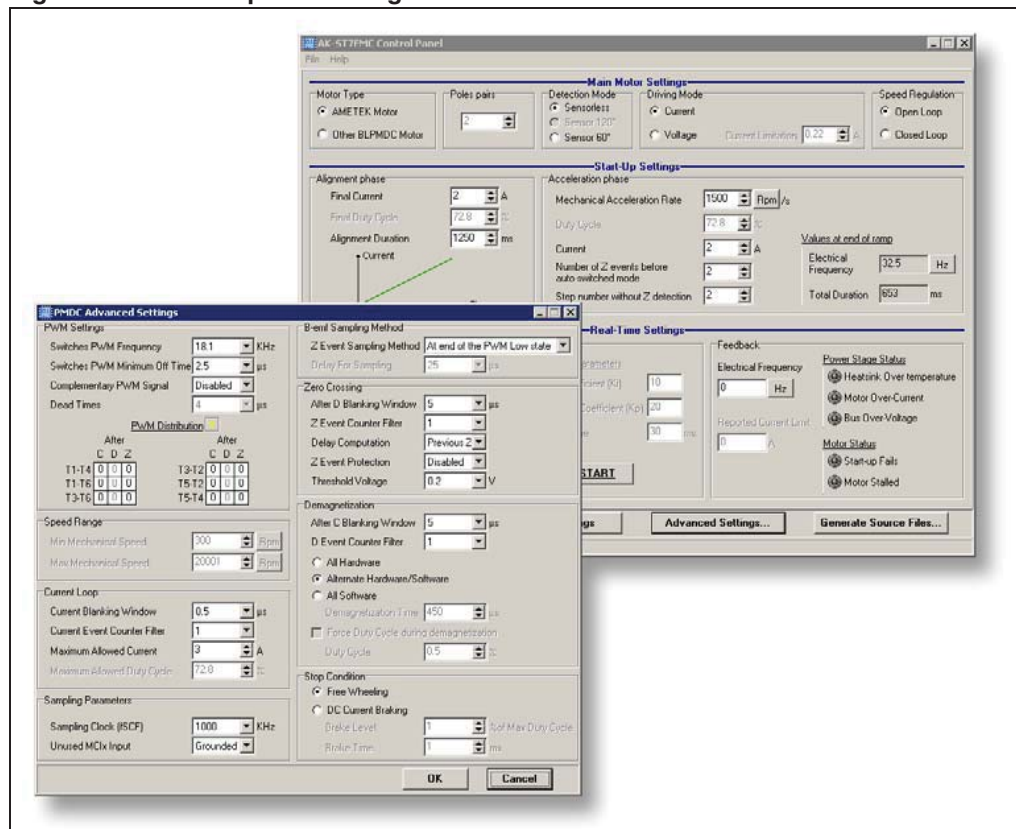 AK-ST7FMC Control Panel
File Help
Main Motor Settings
Motor Type
AMETEK Motor
Other BLPMDC Motor
Poles pairs
2
Detection Mode
Sensorless
Sensor 120°
Sensor 60°
Driving Mode
Current
Voltage
Current Limitation 0.22 A
Speed Regulation
Open Loop
Closed Loop
Start-Up Settings
Alignment phase
Final Current 2 A
Final Duty Cycle 72.8 %
Alignment Duration 1250 ms
Current
Acceleration phase
Mechanical Acceleration Rate 1500 Rpm /s
Duty Cycle 72.8 %
Current 2 A
Number of Z events before
auto switched mode 2
Step number without Z detection 2
Values at end of ramp
Electrical
Frequency 32.5 Hz
Total Duration 653 ms
Real-Time Settings
10
Coefficient (Kp) 20
30 ms
START
Feedback
Electrical Frequency
0 Hz
Reported Current Limit
0 A
Power Stage Status
Heatsink Over temperature
Motor Over-Current
Bus Over-Voltage
Motor Status
Start-up Fails
Motor Stalled
Advanced Settings...
Generate Source Files...
PMDC Advanced Settings
PWM Settings
Switches PWM Frequency 18.1 KHz
Switches PWM Minimum Off Time 2.5 µs
Complementary PWM Signal Disabled
Dead Times 4 µs
PWM Distribution
After After
C D Z C D Z
T1-T4 0 0 0 T3-T2 0 0 0
T1-T6 0 0 0 T5-T2 0 0 0
T3-T6 0 0 0 T5-T4 0 0 0
Speed Range
Min Mechanical Speed 300 Rpm
Max Mechanical Speed 20001 Rpm
Current Loop
Current Blanking Window 0.5 µs
Current Event Counter Filter 1
Maximum Allowed Current 3 A
Maximum Allowed Duty Cycle 72.8 %
Sampling Parameters
Sampling Clock (fSCF) 1000 KHz
Unused MCIx Input Grounded
B-emf Sampling Method
Z Event Sampling Method At end of the PWM Low state
Delay For Sampling 25 µs
Zero Crossing
After D Blanking Window 5 µs
Z Event Counter Filter 1
Delay Computation Previous Z
Z Event Protection Disabled
Threshold Voltage 0.2 V
Demagnetization
After C Blanking Window 5 µs
D Event Counter Filter 1
All Hardware
Alternate Hardware/Software
All Software
Demagnetization Time 450 µs
Force Duty Cycle during demagnetization
Duty Cycle 0.5 %
Stop Condition
Free Wheeling
DC Current Braking
Brake Level 1 % of Max Duty Cycle
Brake Time 1 ms
OK
Cancel